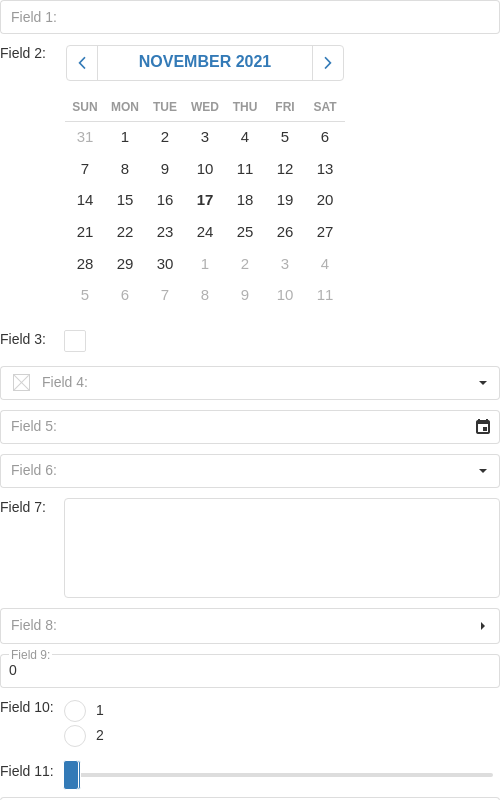 Field 1:
Field 2:
NOVEMBER 2021
SUN MON TUE WED THU FRI SAT
31 1 2 3 4 5 6
7 8 9 10 11 12 13
14 15 16 17 18 19 20
21 22 23 24 25 26 27
28 29 30 1 2 3 4
5 6 7 8 9 10 11
Field 3:
Field 4:
Field 5:
Field 6:
Field 7:
Field 8:
Field 9:
0
Field 10:
1
2
Field 11: